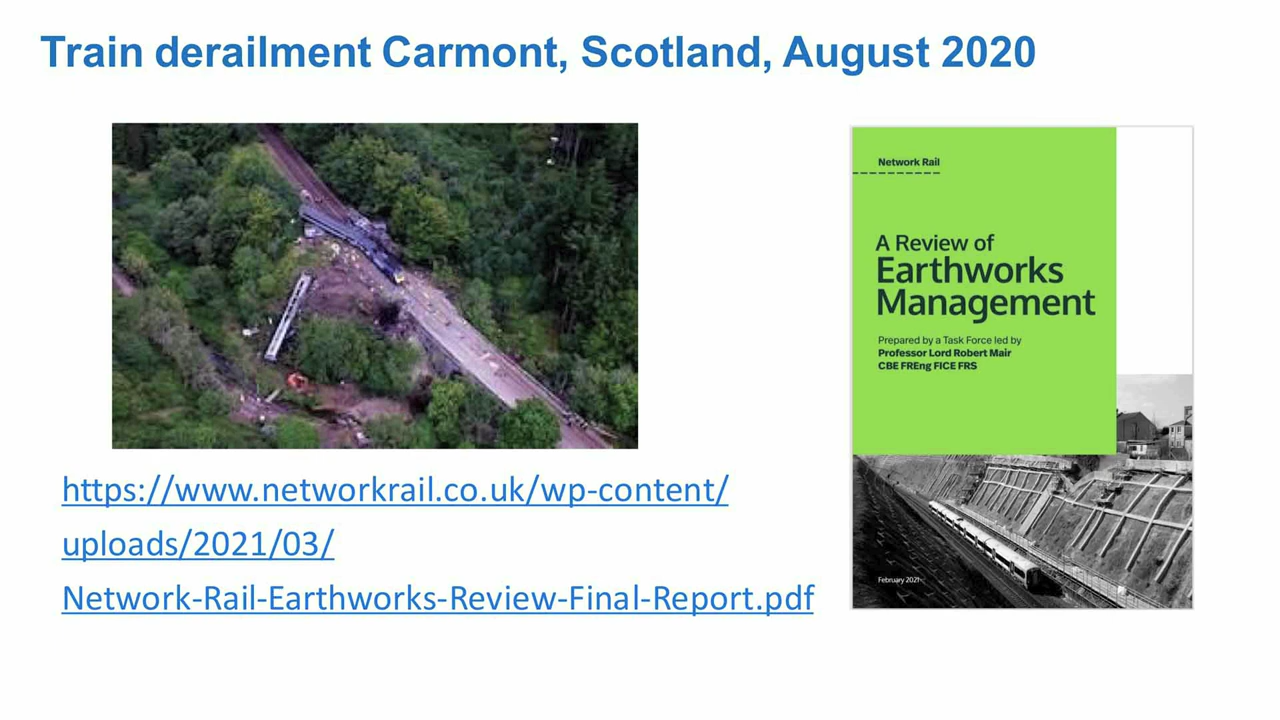 Train derailment Carmont, Scotland, August 2020
Network Rail
A Review of
Earthworks
Management
Prepared by a Task Force led by
Professor Lord Robert Mair
CBE FREng FICE FRS
February 2021
https://www.networkrail.co.uk/wp-content/
uploads/2021/03/
Network-Rail-Earthworks-Review-Final-Report.pdf